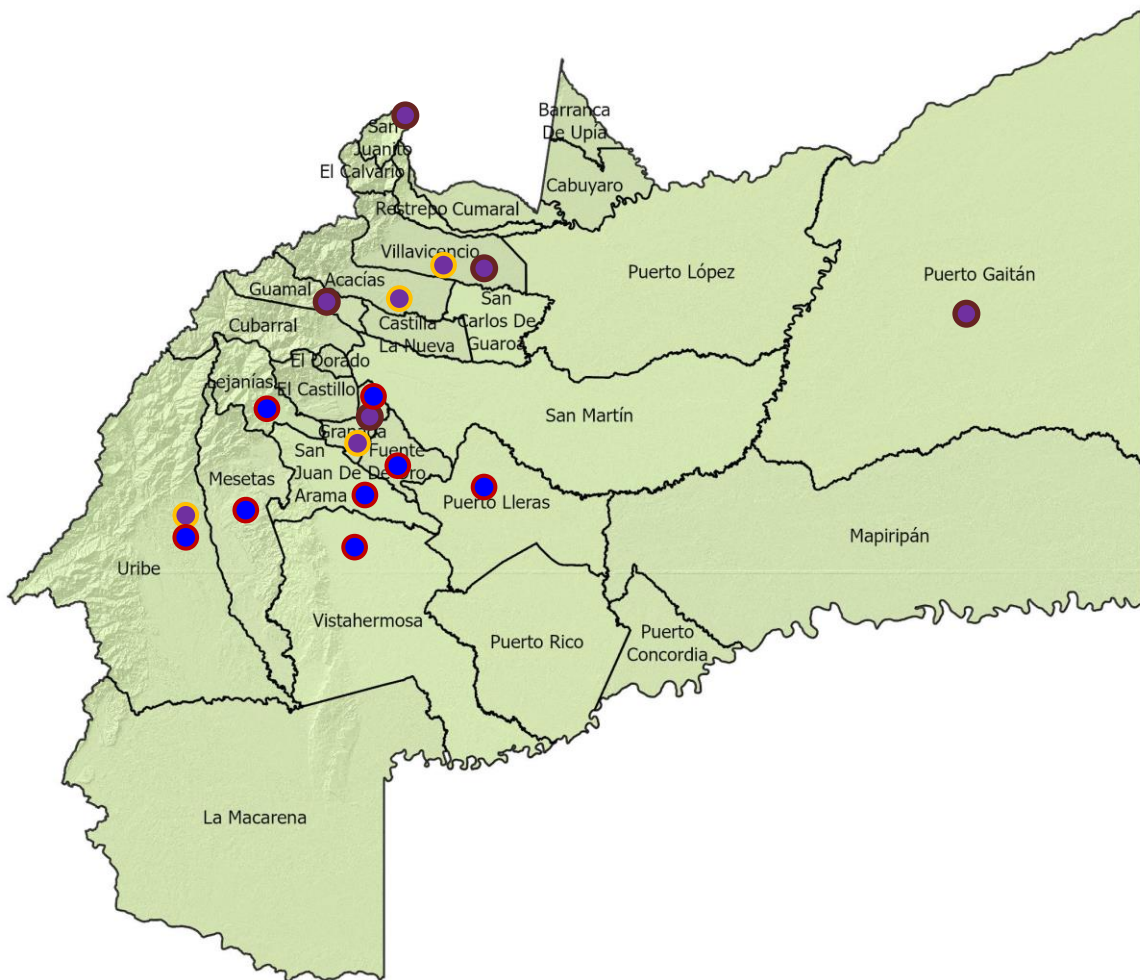 Barranca
De Upía
San
Juanito
El Calvario
Cabuyaro
Restrepo Cumaral
Villavicencio
Puerto López
Puerto Gaitán
Acacías
Guamal
San
Carlos De
Guaroa
Castilla
La Nueva
Cubarral
El Dorado
Lejanías
El Castillo
San Martín
Granada
San
Juan De
Arama
Fuente
De Oro
Mesetas
Puerto Lleras
Mapiripán
Uribe
Vistahermosa
Puerto Rico
Puerto
Concordia
La Macarena